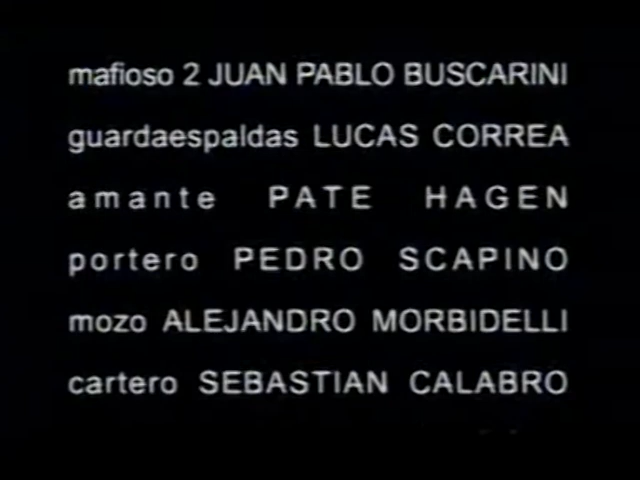 mafioso 2 JUAN PABLO BUSCARINI
guardaespaldas LUCAS CORREA
amante PATE HAGEN
portero PEDRO SCAPINO
mozo ALEJANDRO MORBIDELLI
cartero SEBASTIAN CALABRO